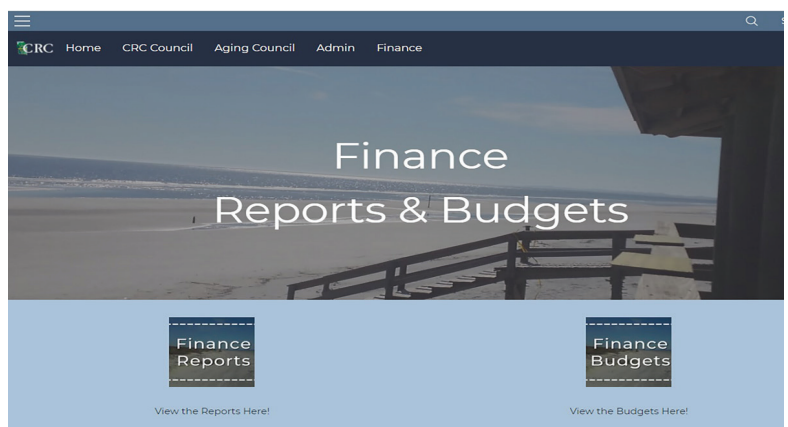 CRC Home CRC Council Aging Council Admin Finance
Finance
Reports & Budgets
Finance
Reports
Finance
Budgets
View the Reports Here!
View the Budgets Here!